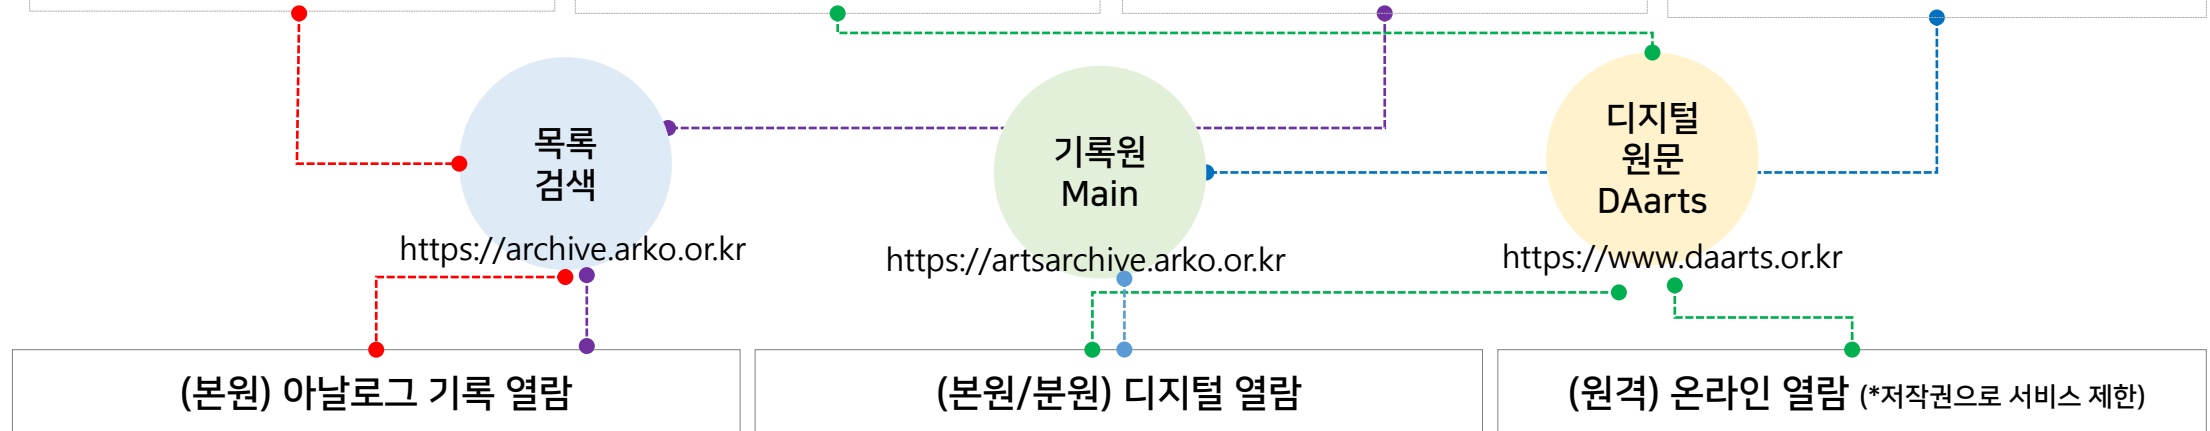 목록
검색
https://archive.arko.or.kr
기록원
Main
https://artsarchive.arko.or.kr
디지털
원문
DAarts
https://www.daarts.or.kr
(본원) 아날로그 기록 열람
(본원/분원) 디지털 열람
(원격) 온라인 열람 (*저작권으로 서비스 제한)